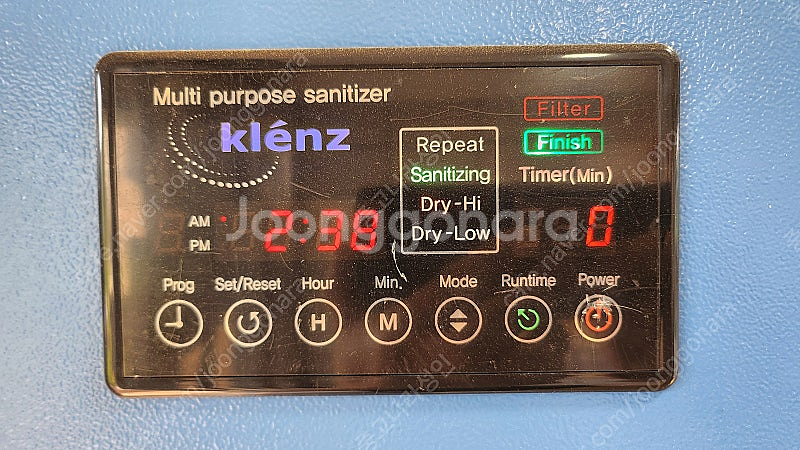 Multi purpose sanitizer
klénz
Filter
Finish
Timer(Min)
Repeat
Sanitizing
Dry-Hi
Dry-Low
AM
PM
2:38
0
Joonggonara
Prog Set/Reset Hour Min. Mode Runtime Power
H M